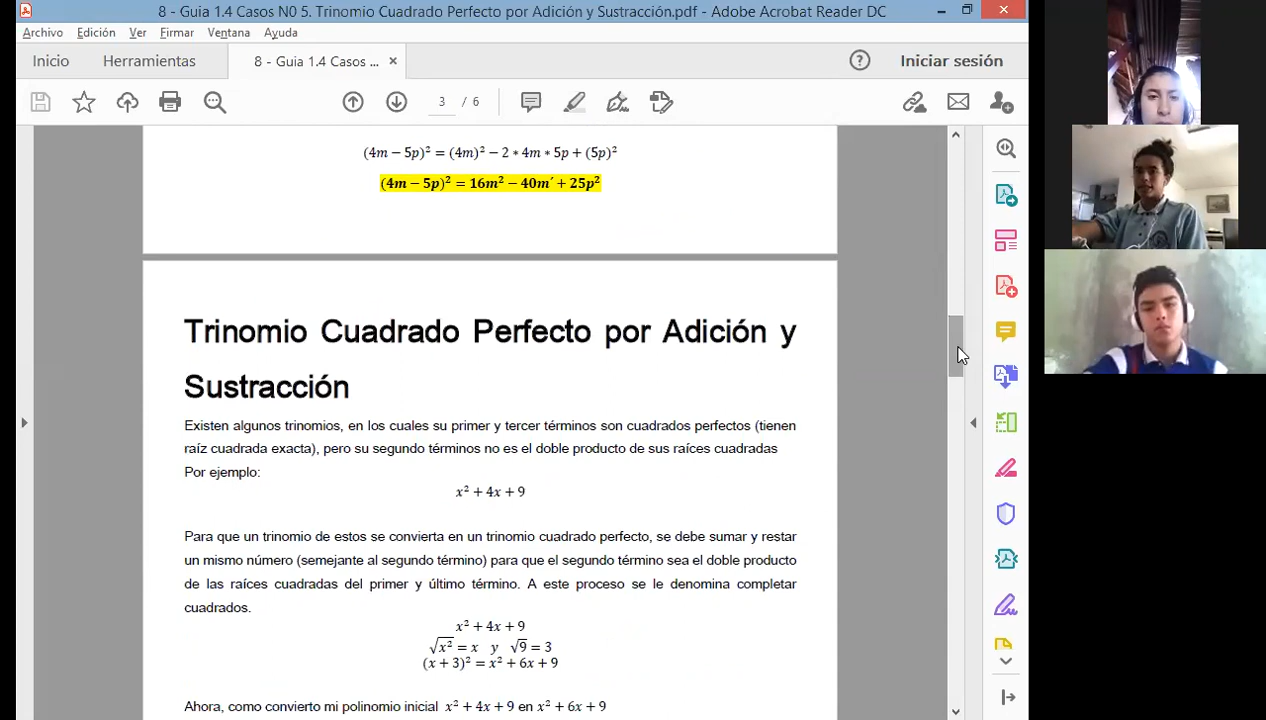 8 - Guia 1.4 Casos N0 5. Trinomio Cuadrado Perfecto por Adición y Sustracción.pdf - Adobe Acrobat Reader DC
Archivo Edición Ver Firmar Ventana Ayuda
Inicio Herramientas 8 - Guia 1.4 Casos ... × Iniciar sesión
3 / 6
(4m − 5p)² = (4m)² − 2 ∗ 4m ∗ 5p + (5p)²
(4m − 5p)² = 16m² − 40m´ + 25p²
Trinomio Cuadrado Perfecto por Adición y
Sustracción
Existen algunos trinomios, en los cuales su primer y tercer términos son cuadrados perfectos (tienen
raíz cuadrada exacta), pero su segundo términos no es el doble producto de sus raíces cuadradas
Por ejemplo:
x² + 4x + 9
Para que un trinomio de estos se convierta en un trinomio cuadrado perfecto, se debe sumar y restar
un mismo número (semejante al segundo término) para que el segundo término sea el doble producto
de las raíces cuadradas del primer y último término. A este proceso se le denomina completar
cuadrados.
x² + 4x + 9
√x² = x y √9 = 3
(x + 3)² = x² + 6x + 9
Ahora, como convierto mi polinomio inicial x² + 4x + 9 en x² + 6x + 9